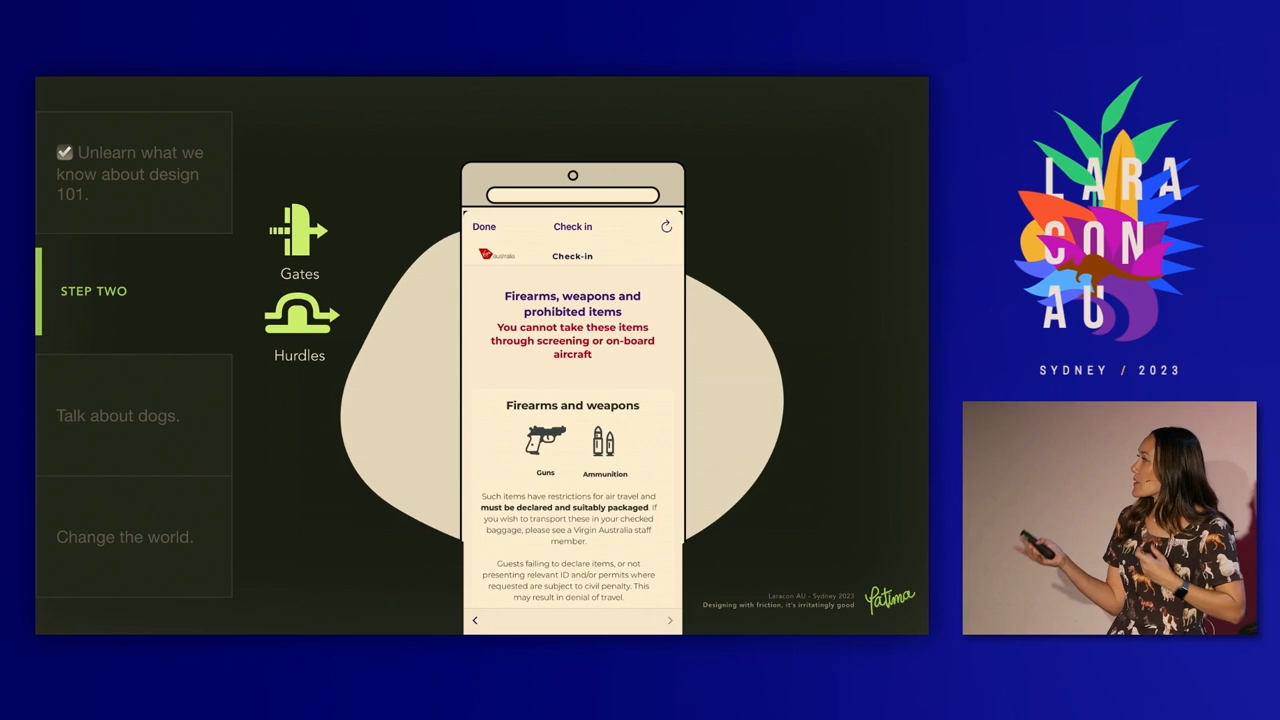 ☑ Unlearn what we
know about design
101.
STEP TWO
Talk about dogs.
Change the world.
Gates
Hurdles
Done
Check in
australia
Check-in
Firearms, weapons and
prohibited items
You cannot take these items
through screening or on-board
aircraft
Firearms and weapons
Guns
Ammunition
Such items have restrictions for air travel and
must be declared and suitably packaged. If
you wish to transport these in your checked
baggage, please see a Virgin Australia staff
member.
Guests failing to declare items, or not
presenting relevant ID and/or permits where
requested are subject to civil penalty. This
may result in denial of travel.
Laracon AU - Sydney 2023
Designing with friction, it's irritatingly good
LARA
CON
AU
SYDNEY / 2023